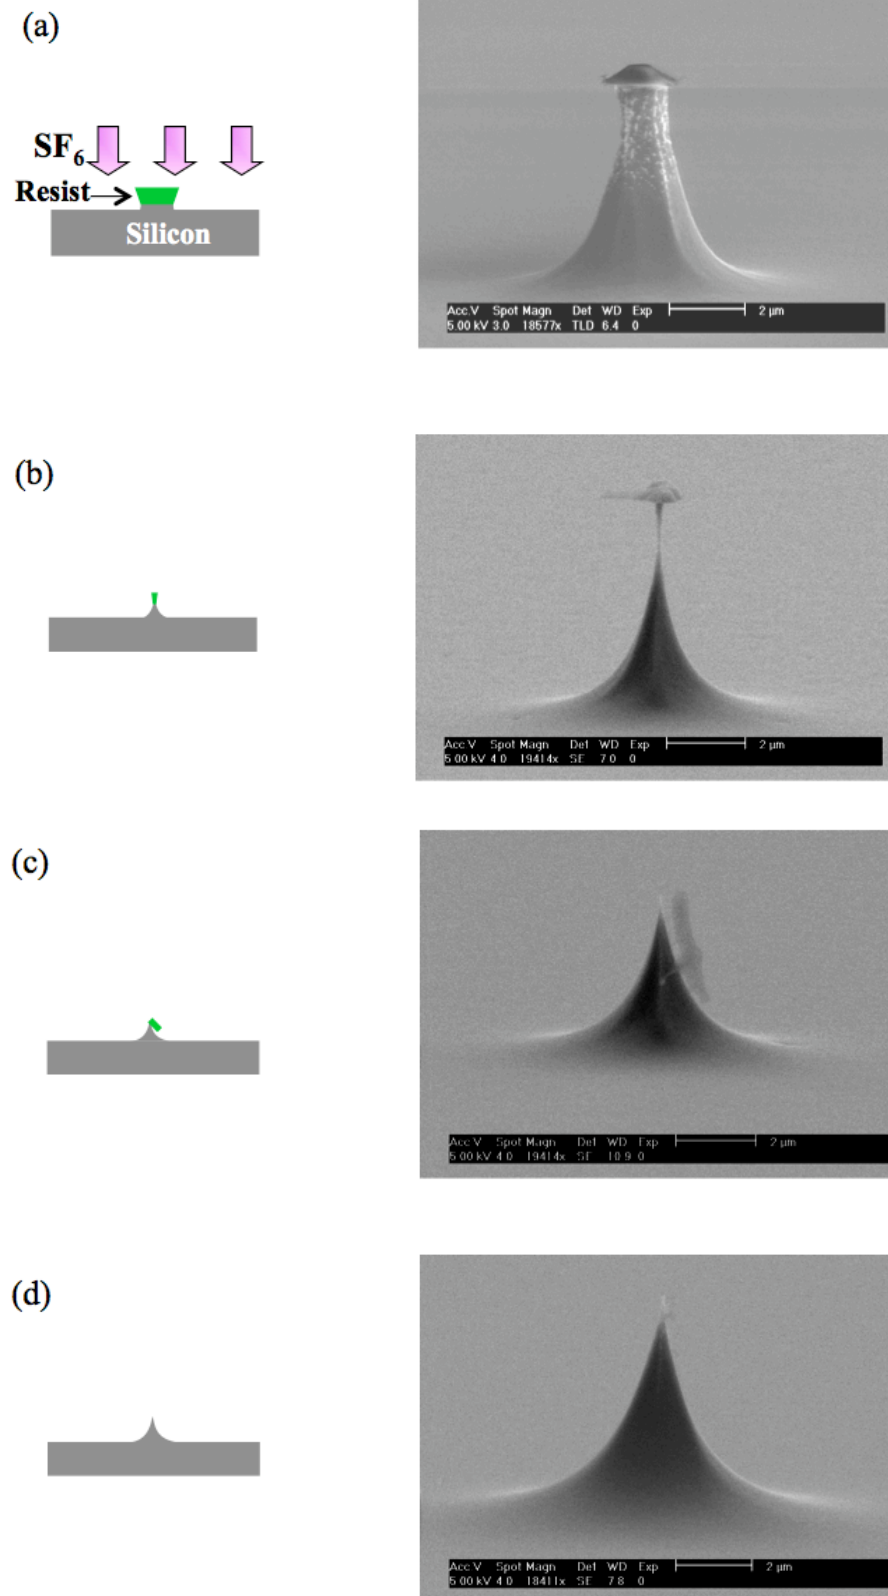 (a)
SF6
Resist
Silicon
Acc.V Spot Magn Det WD Exp 2 µm
5.00 kV 3.0 18577x TLD 6.4 0
(b)
Acc V Spot Magn Det WD Exp 2 µm
5 00 kV 4 0 19414x SE 7 0 0
(c)
Acc V Spot Magn Det WD Exp 2 µm
5 00 kV 4 0 19414x SE 10 9 0
(d)
Acc V Spot Magn Det WD Exp 2 µm
5 00 kV 4 0 18411x SE 7 8 0